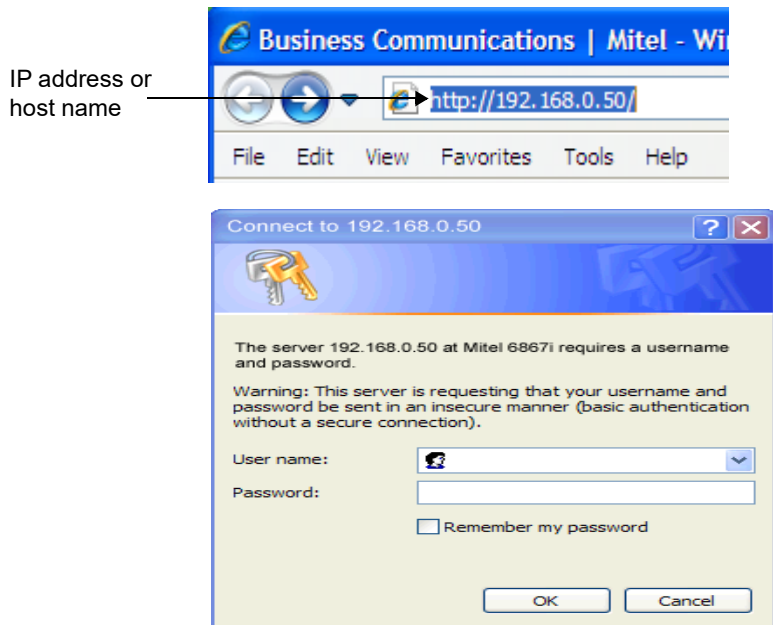 Business Communications | Mitel - Wi
IP address or
host name
http://192.168.0.50/
File Edit View Favorites Tools Help
Connect to 192.168.0.50
The server 192.168.0.50 at Mitel 6867i requires a username
and password.
Warning: This server is requesting that your username and
password be sent in an insecure manner (basic authentication
without a secure connection).
User name:
Password:
Remember my password
OK Cancel